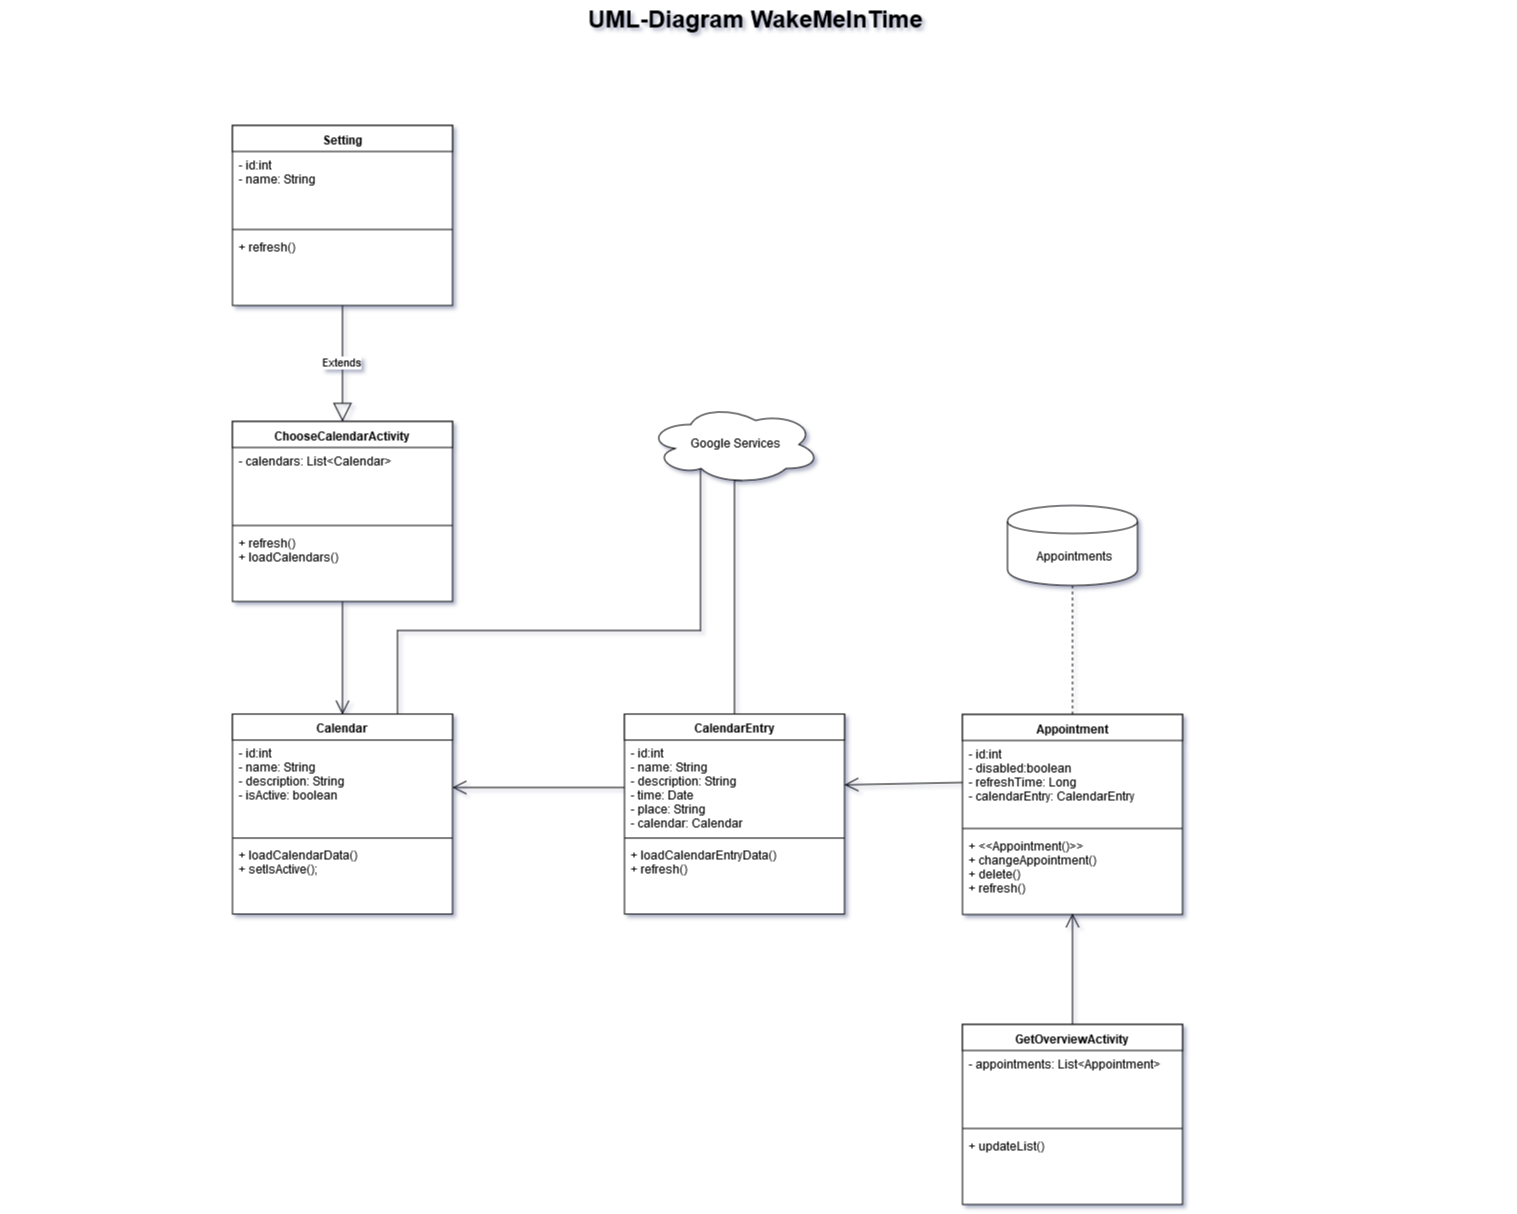 UML-Diagram WakeMeInTime
Setting
- id:int
- name: String
+ refresh()
Extends
ChooseCalendarActivity
- calendars: List<Calendar>
+ refresh()
+ loadCalendars()
Google Services
Appointments
Calendar
- id:int
- name: String
- description: String
- isActive: boolean
+ loadCalendarData()
+ setIsActive();
CalendarEntry
- id:int
- name: String
- description: String
- time: Date
- place: String
- calendar: Calendar
+ loadCalendarEntryData()
+ refresh()
Appointment
- id:int
- disabled:boolean
- refreshTime: Long
- calendarEntry: CalendarEntry
+ <<Appointment()>>
+ changeAppointment()
+ delete()
+ refresh()
GetOverviewActivity
- appointments: List<Appointment>
+ updateList()